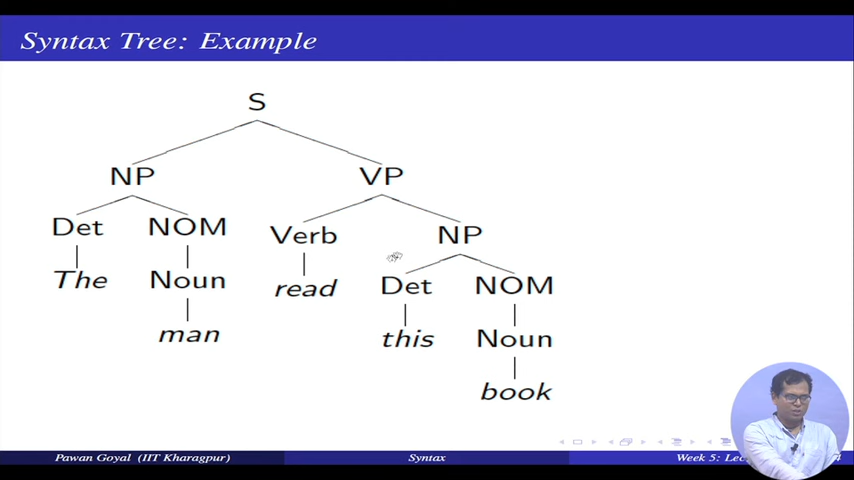 Syntax Tree: Example
S
NP VP
Det NOM Verb NP
The Noun read Det NOM
man this Noun
book
Pawan Goyal (IIT Kharagpur) Syntax Week 5: